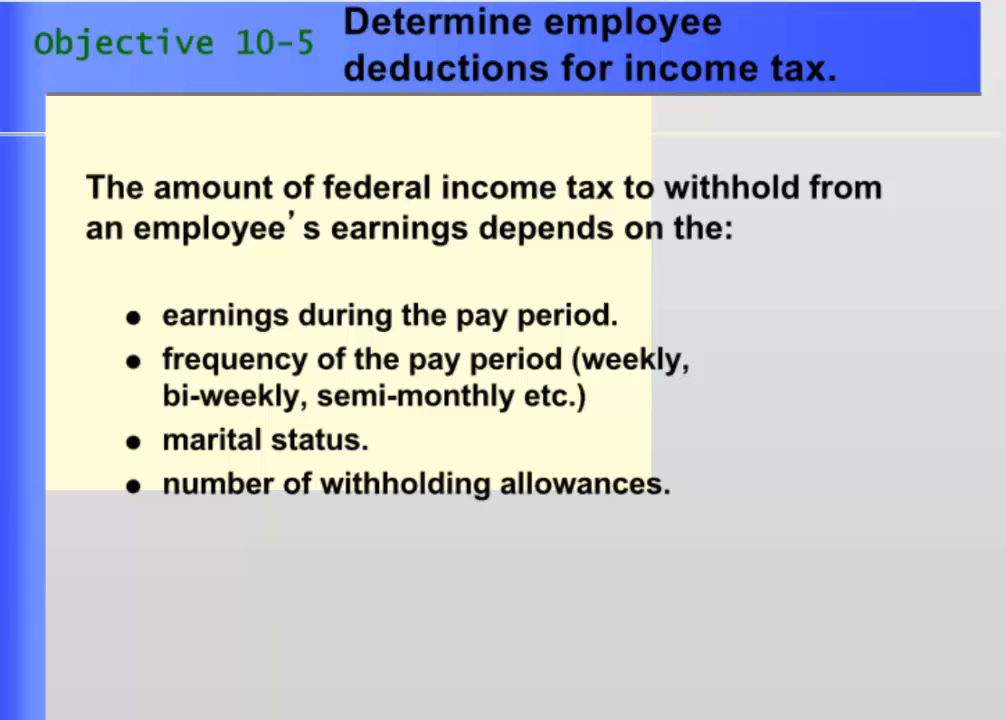 Objective 10-5
Determine employee
deductions for income tax.
The amount of federal income tax to withhold from
an employee’s earnings depends on the:
● earnings during the pay period.
● frequency of the pay period (weekly,
bi-weekly, semi-monthly etc.)
● marital status.
● number of withholding allowances.